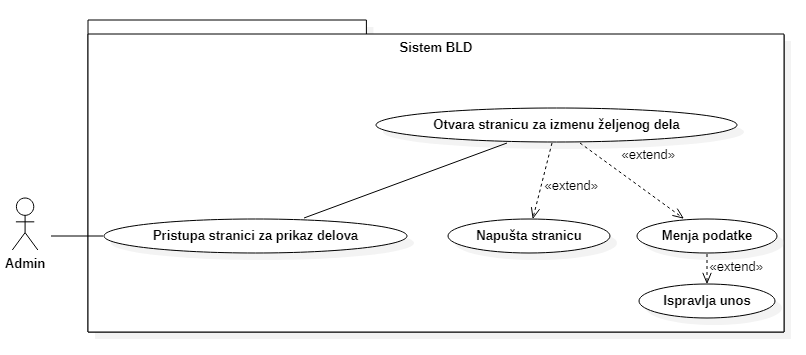 Sistem BLD
Otvara stranicu za izmenu željenog dela
«extend»
«extend»
Pristupa stranici za prikaz delova
Napušta stranicu
Menja podatke
Admin
«extend»
Ispravlja unos